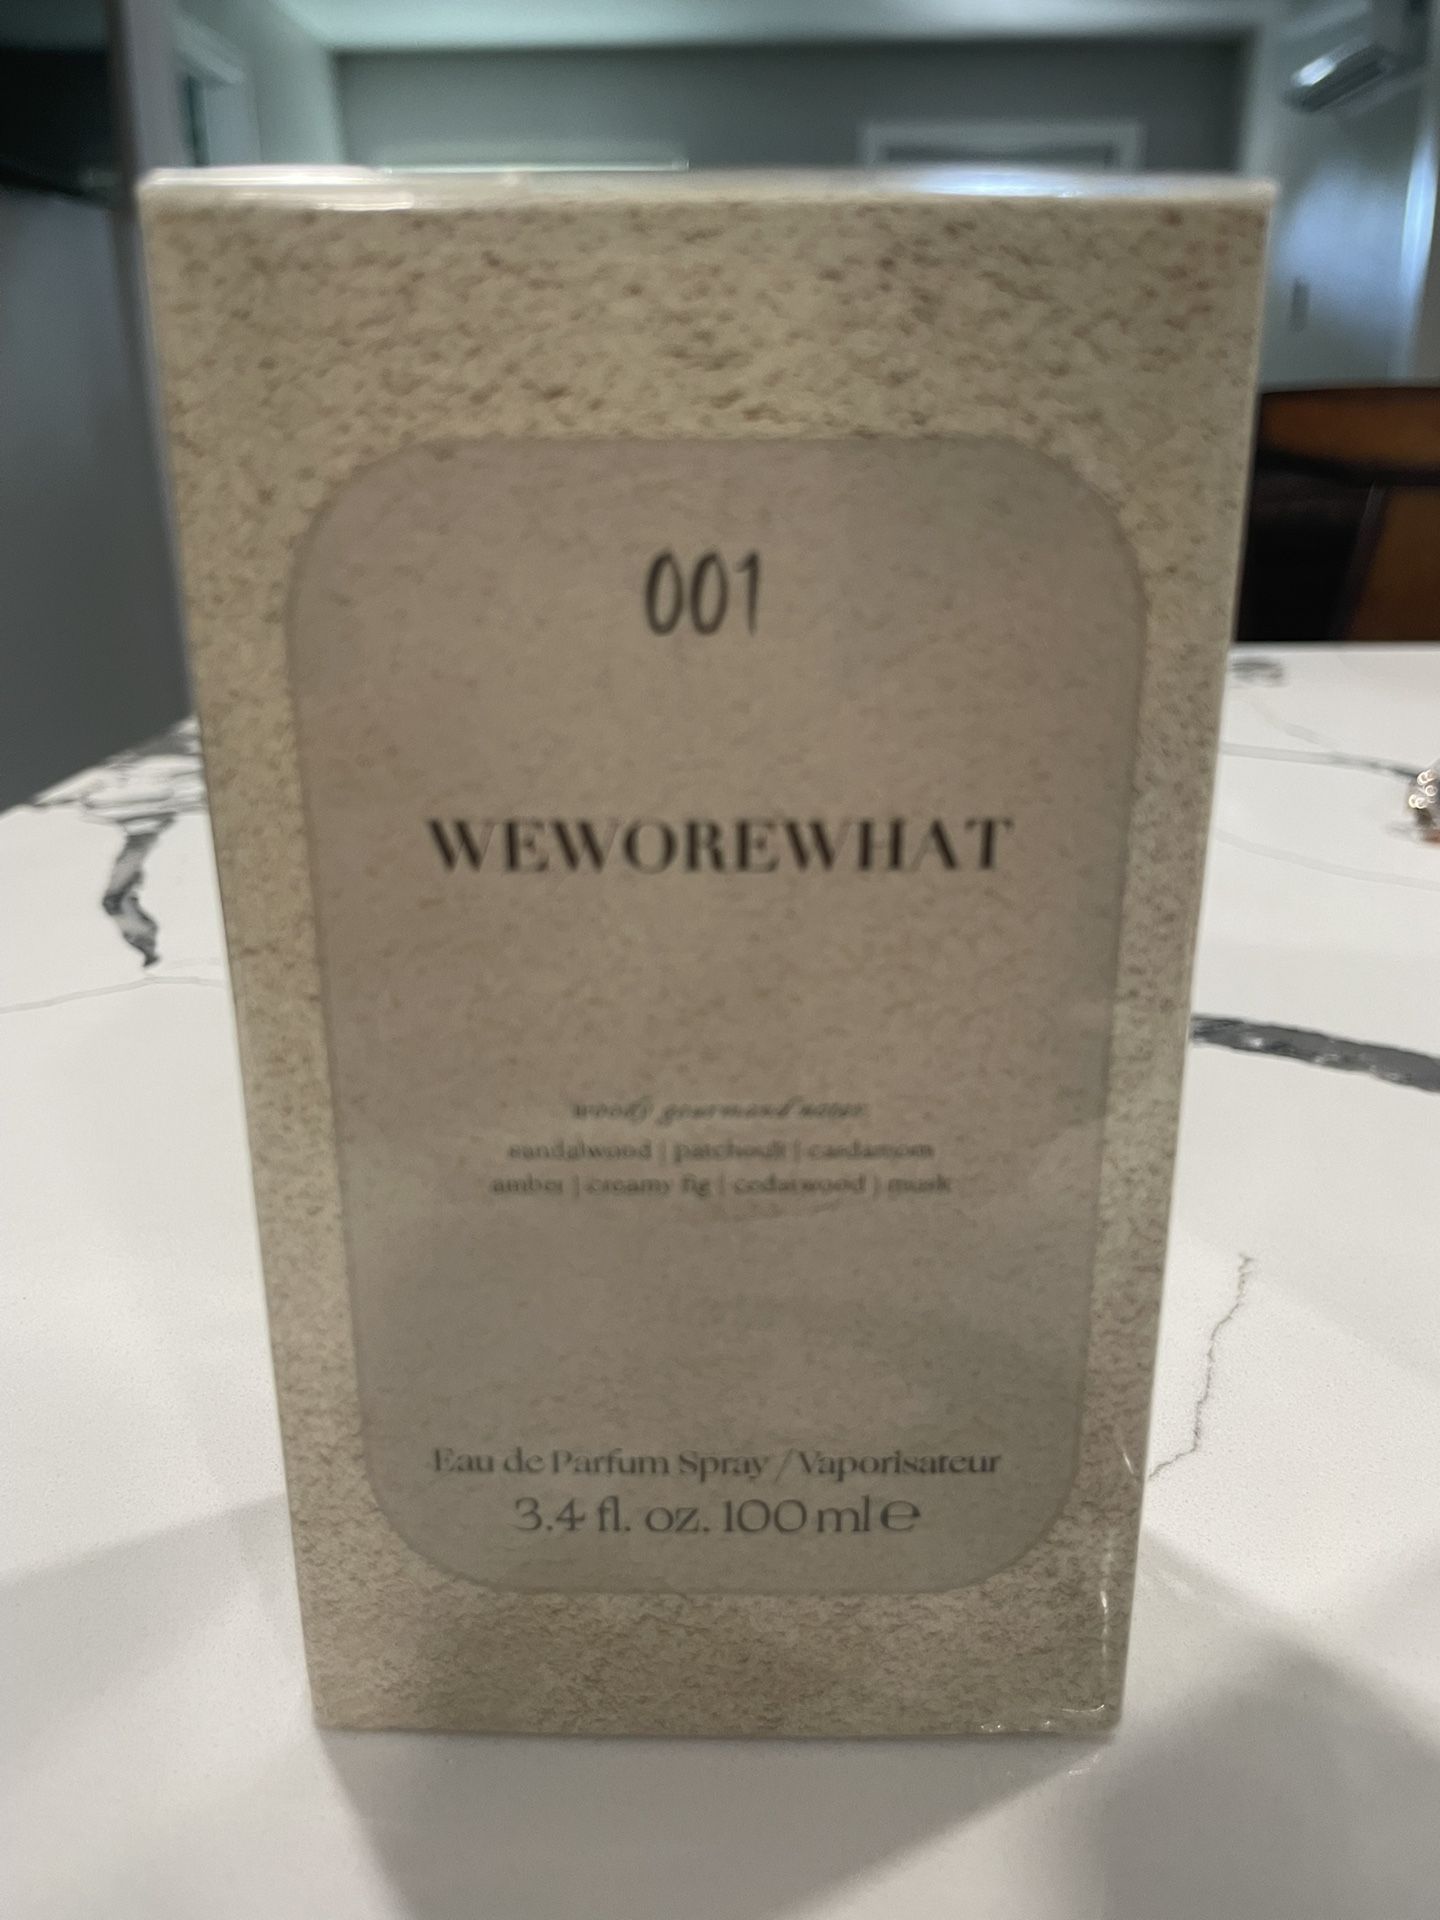 001
WEWOREWHAT
woody gourmand notes
sandalwood | patchouli | cardamom
amber | creamy fig | cedarwood | musk
Eau de Parfum Spray / Vaporisateur
3.4 fl. oz. 100 ml e